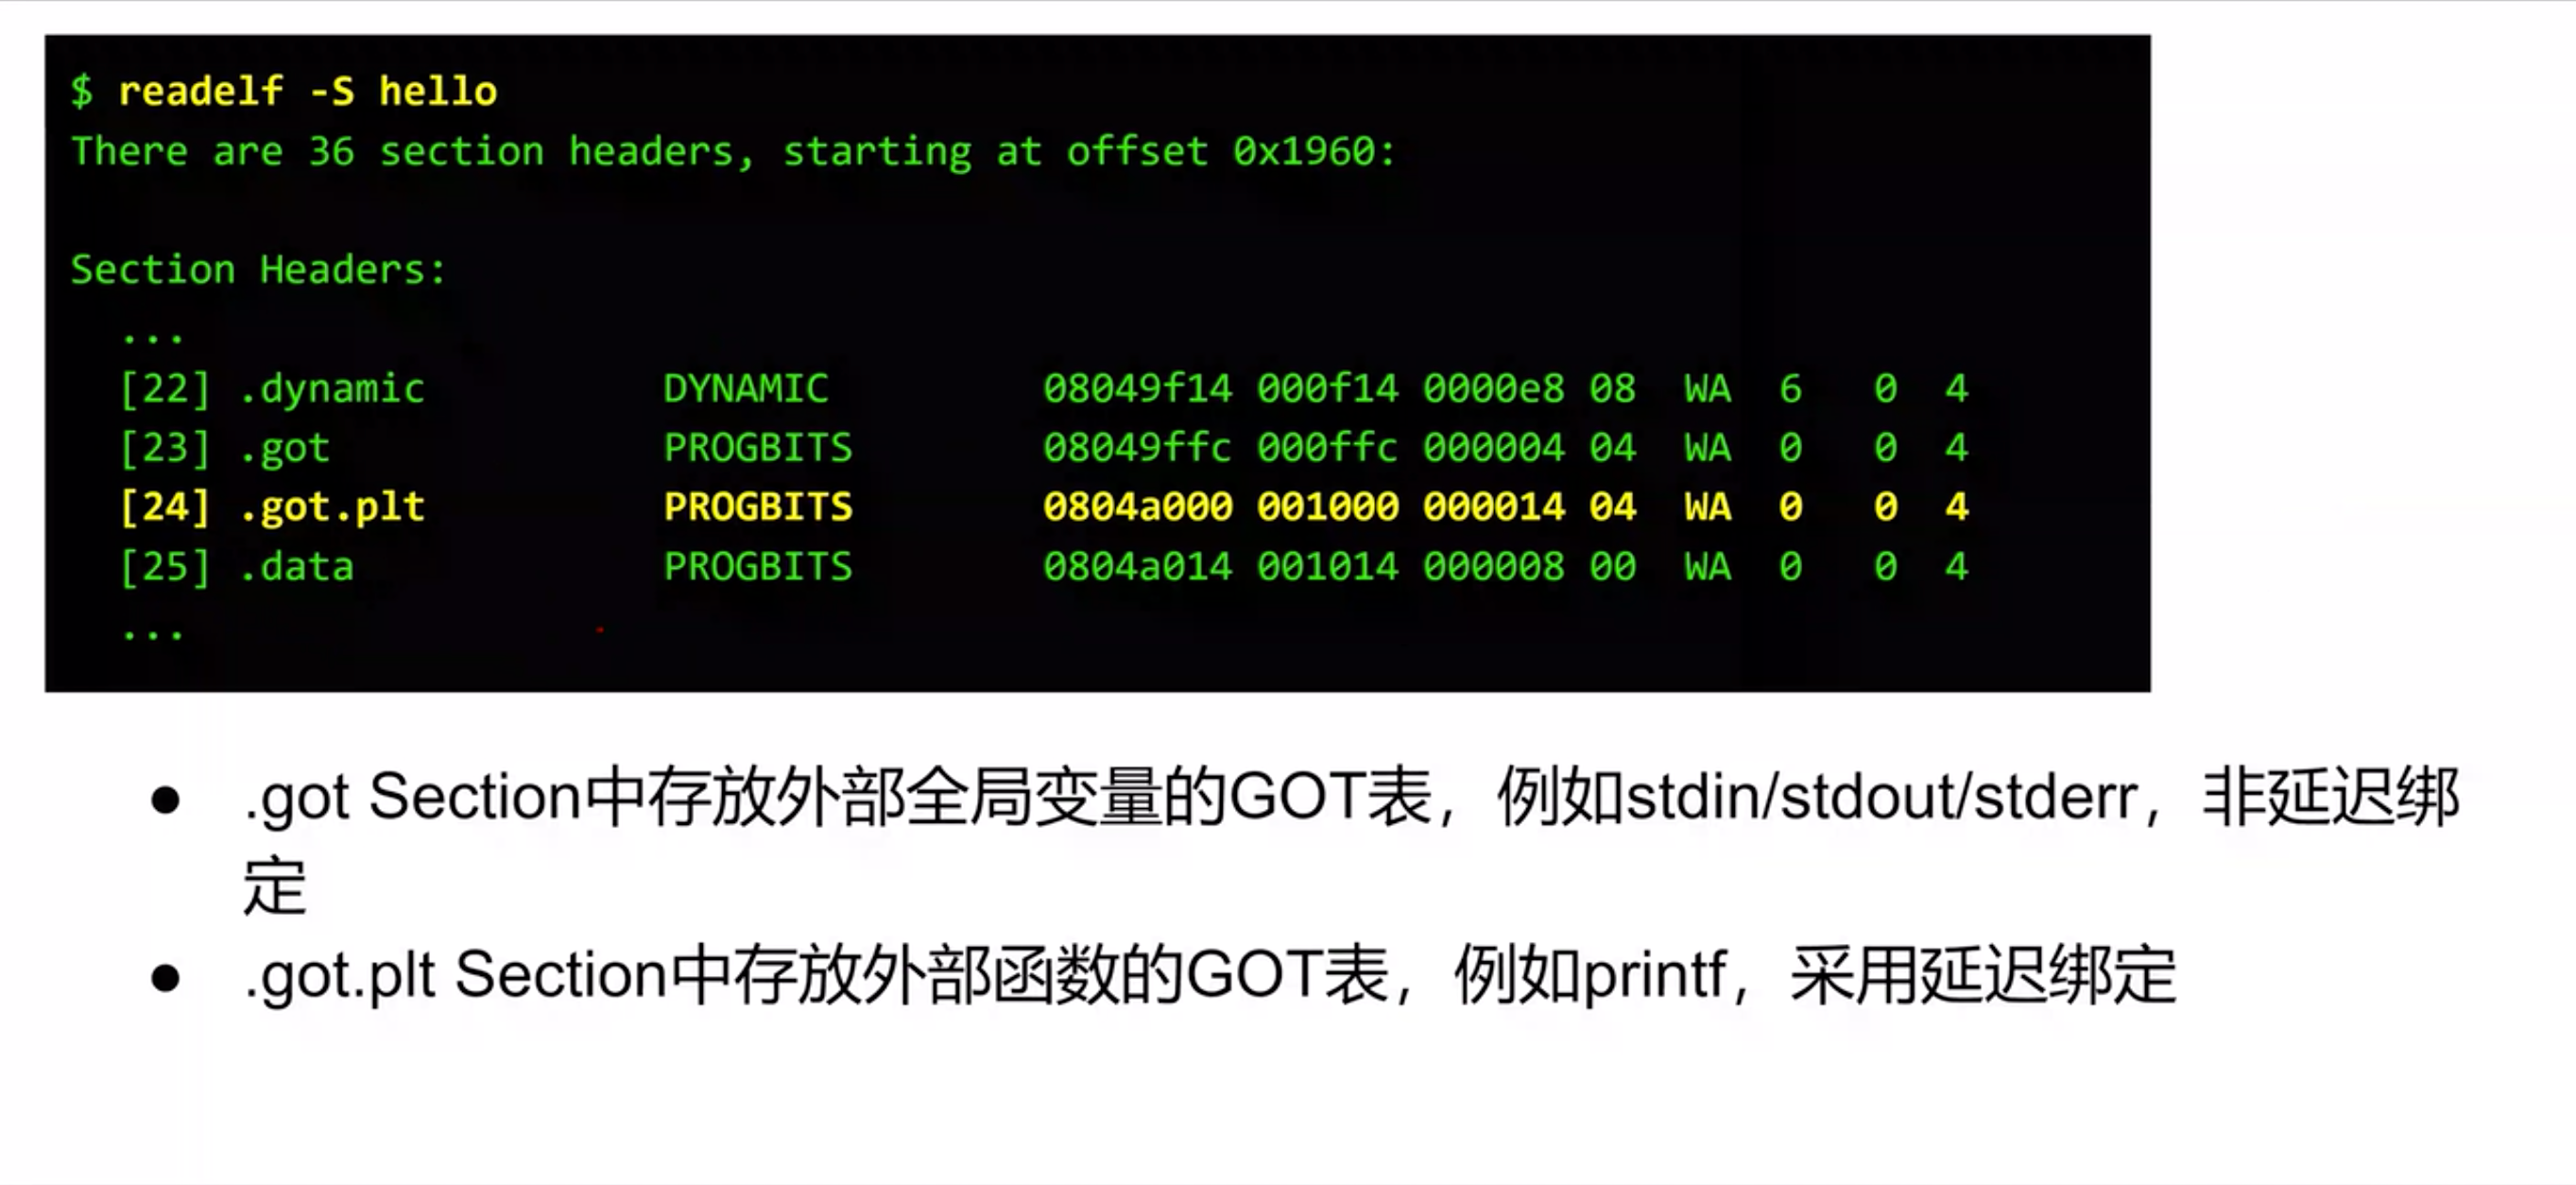 $ readelf -S hello
There are 36 section headers, starting at offset 0x1960:
Section Headers:
...
[22] .dynamic DYNAMIC 08049f14 000f14 0000e8 08 WA 6 0 4
[23] .got PROGBITS 08049ffc 000ffc 000004 04 WA 0 0 4
[24] .got.plt PROGBITS 0804a000 001000 000014 04 WA 0 0 4
[25] .data PROGBITS 0804a014 001014 000008 00 WA 0 0 4
...
● .got Section中存放外部全局变量的GOT表，例如stdin/stdout/stderr，非延迟绑
定
● .got.plt Section中存放外部函数的GOT表，例如printf，采用延迟绑定